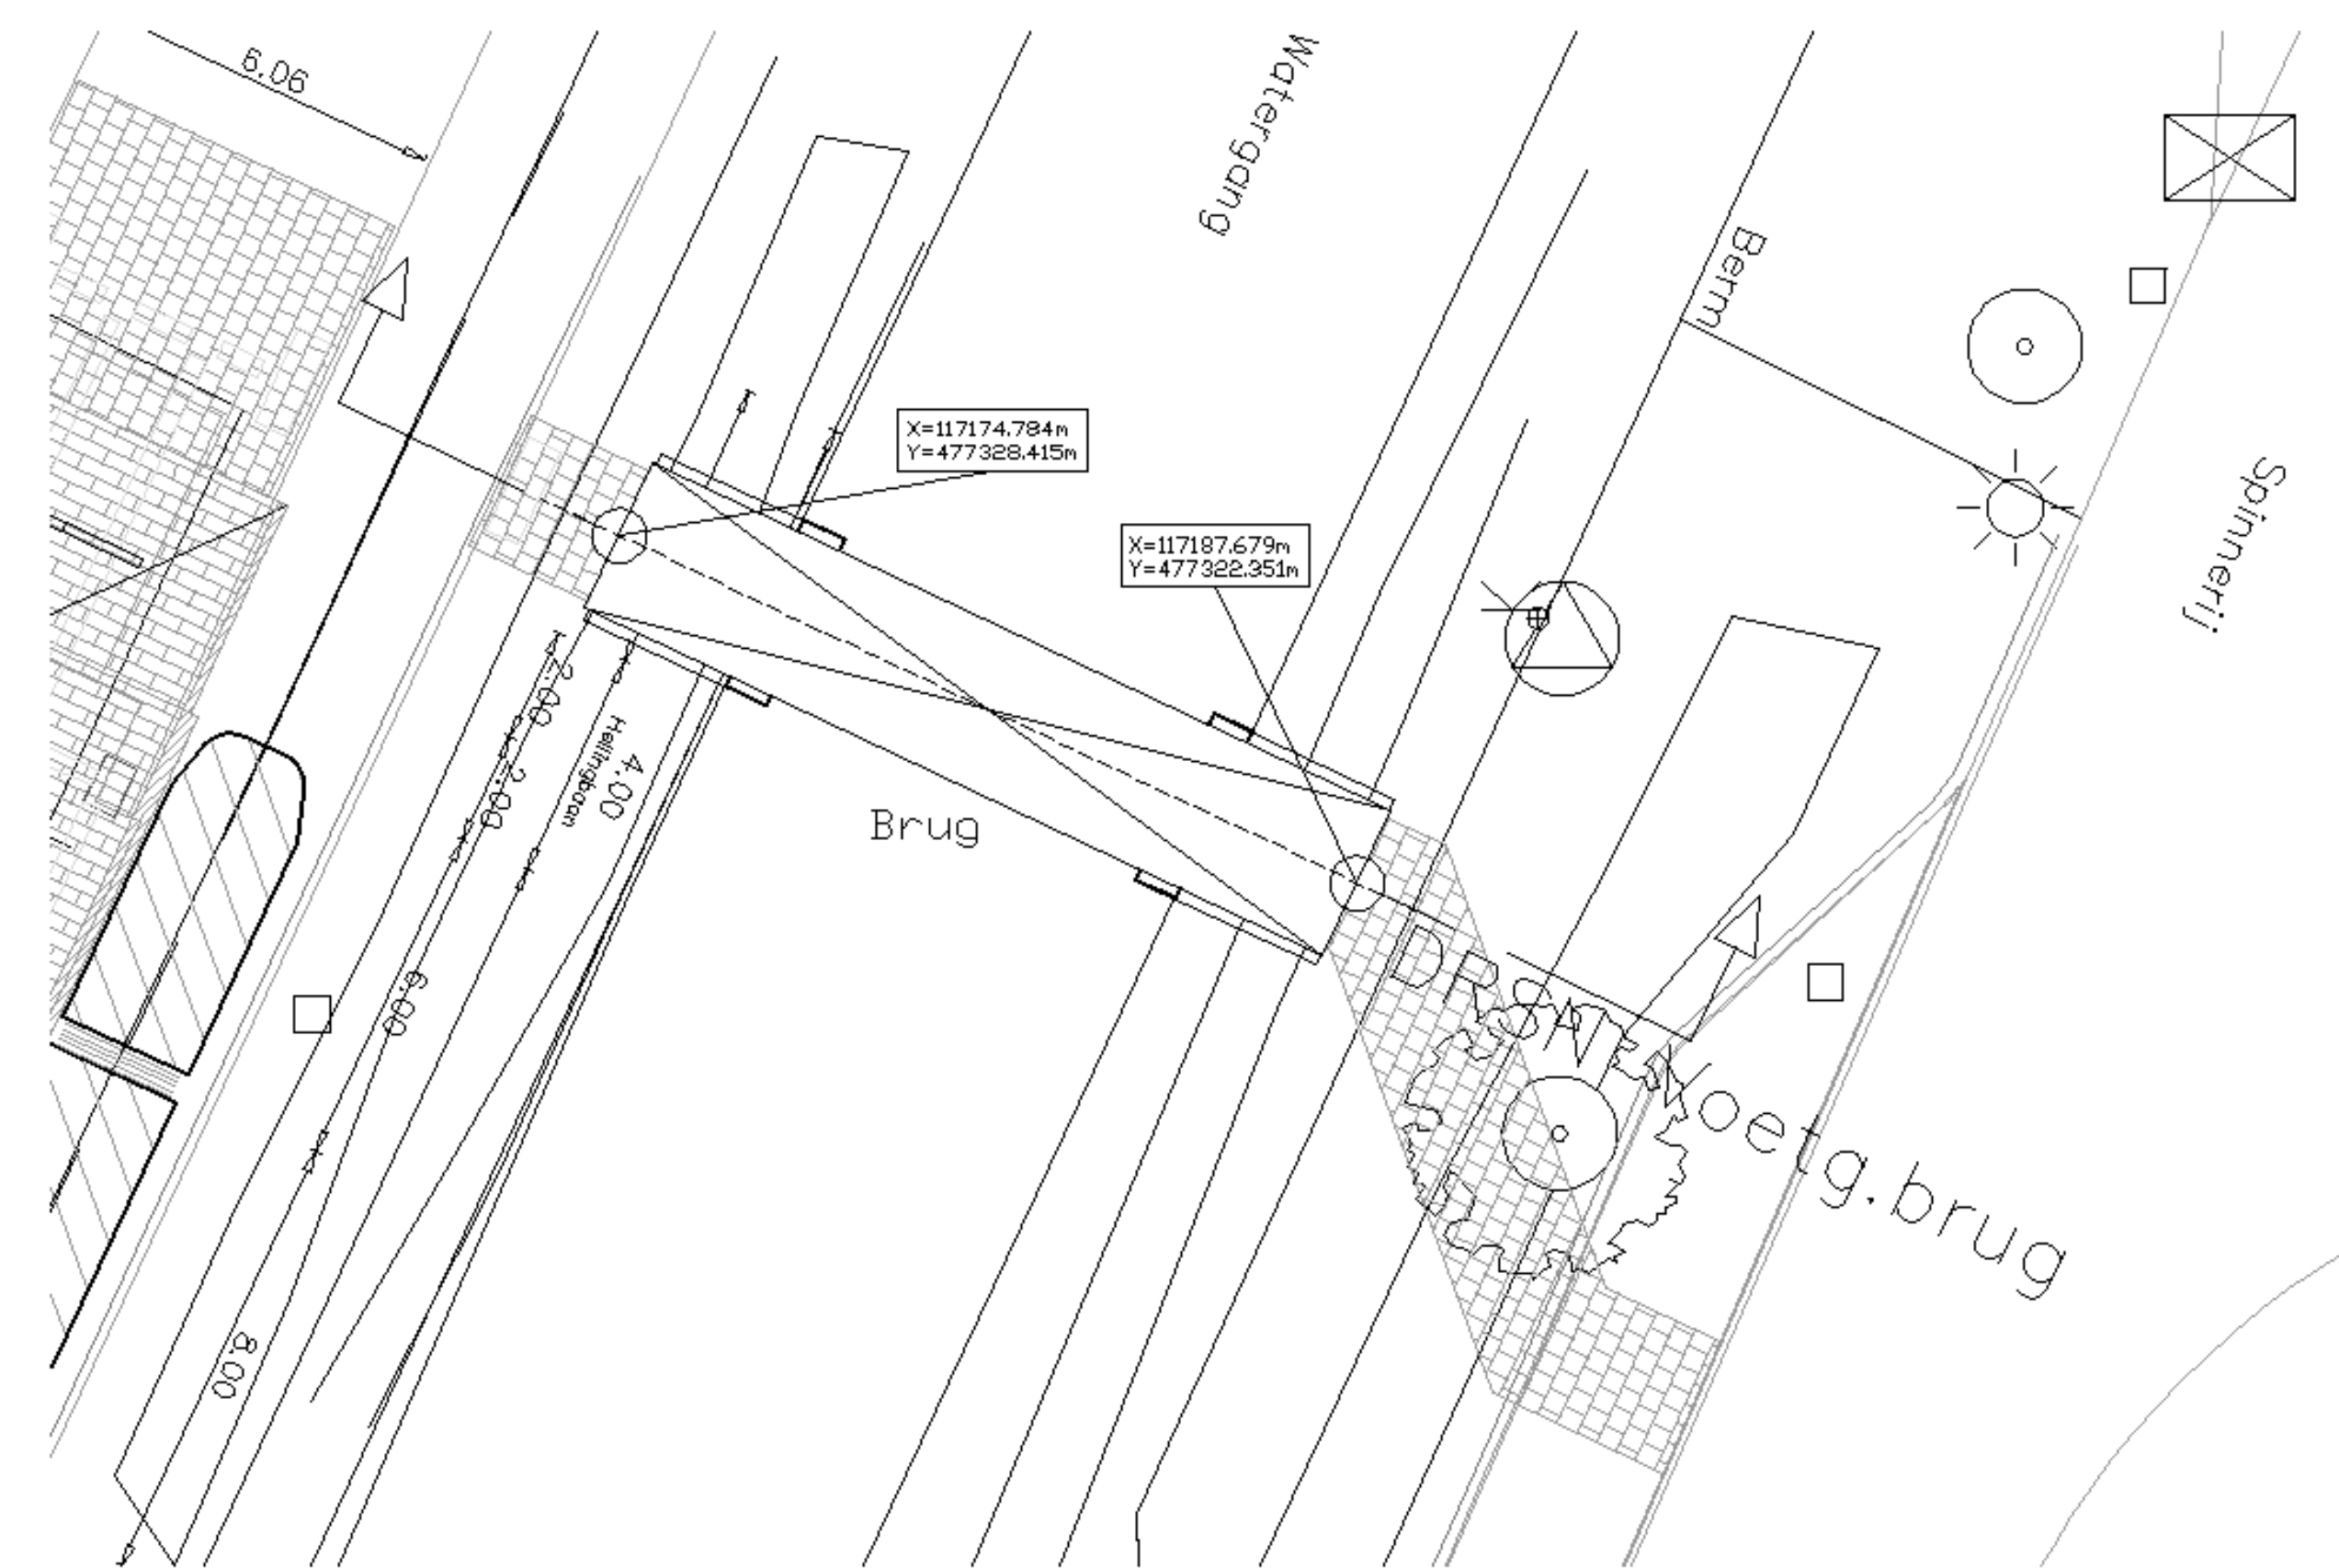 6.06
Watergang
Berm
X=117174.784m
Y=477328.415m
Spinnerij
X=117187.679m
Y=477322.351m
2.00
2.00
4.00
Hellingbaan
Brug
6.00
Voetg.brug
8.00